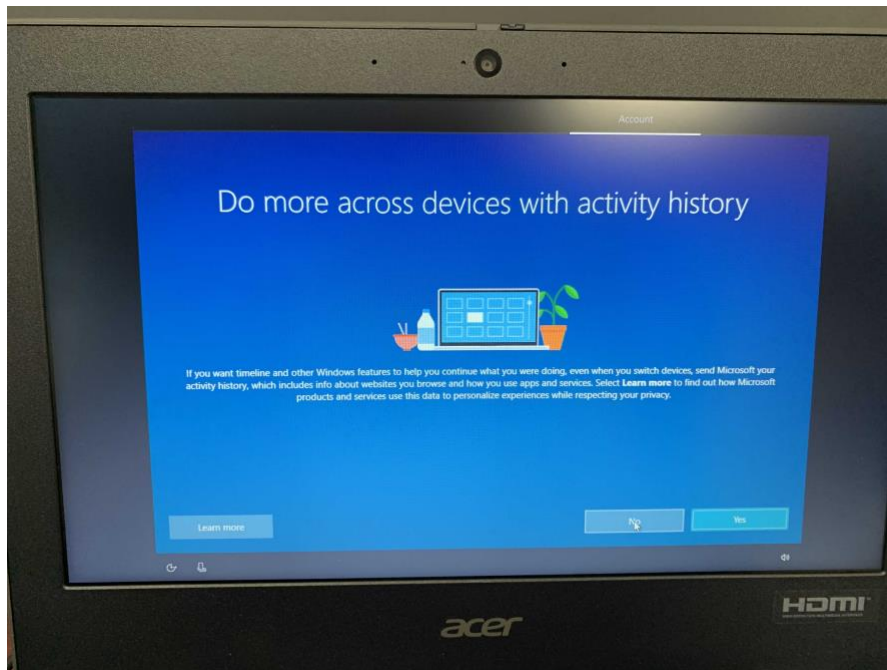 Account
Do more across devices with activity history
If you want timeline and other Windows features to help you continue what you were doing, even when you switch devices, send Microsoft your
activity history, which includes info about websites you browse and how you use apps and services. Select Learn more to find out how Microsoft
products and services use this data to personalize experiences while respecting your privacy.
Learn more
No
Yes
HDMI
acer